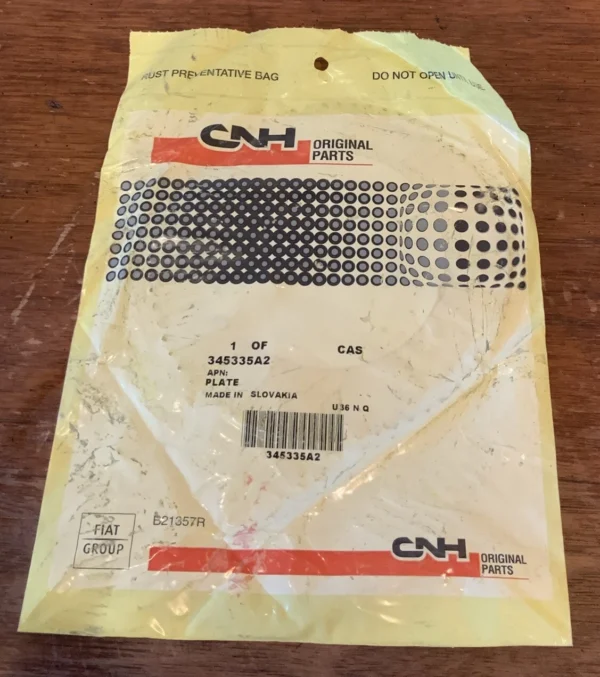 RUST PREVENTATIVE BAG
DO NOT OPEN
CNH ORIGINAL PARTS
1 OF CAS
345335A2
APN:
PLATE
MADE IN SLOVAKIA
U36 N Q
345335A2
FIAT
GROUP
B21357R
CNH ORIGINAL PARTS